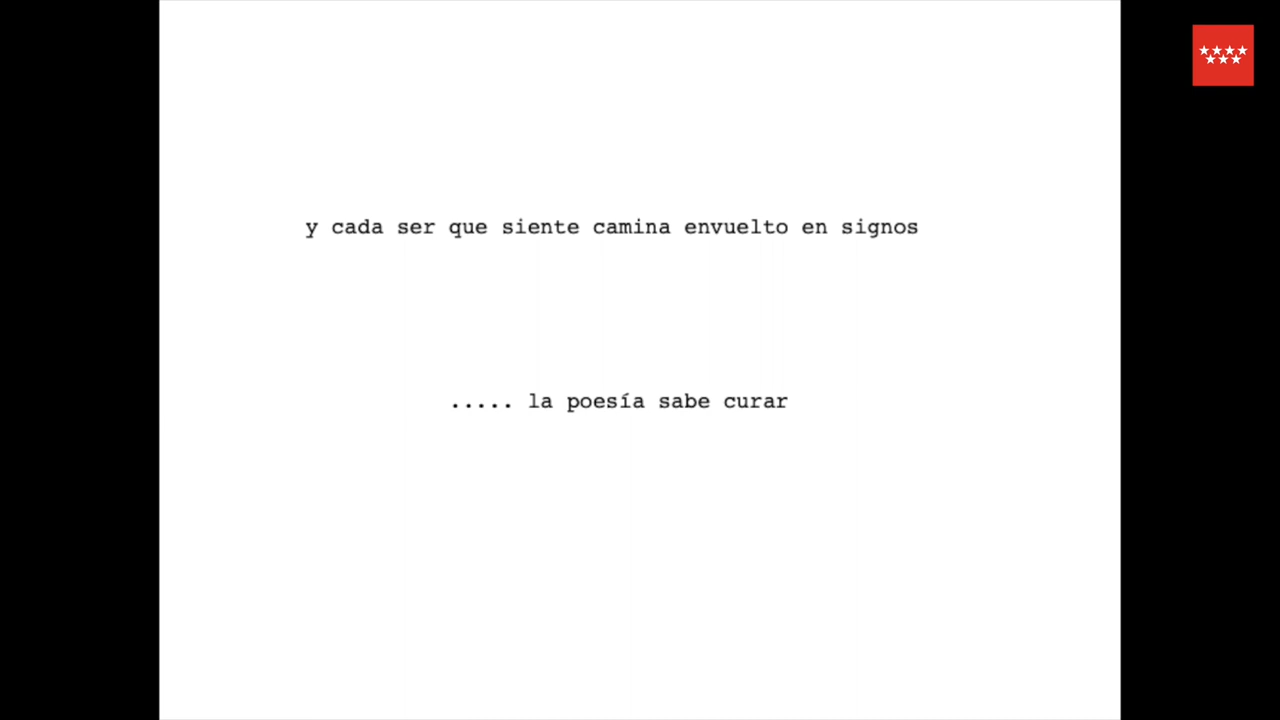 y cada ser que siente camina envuelto en signos
..... la poesía sabe curar